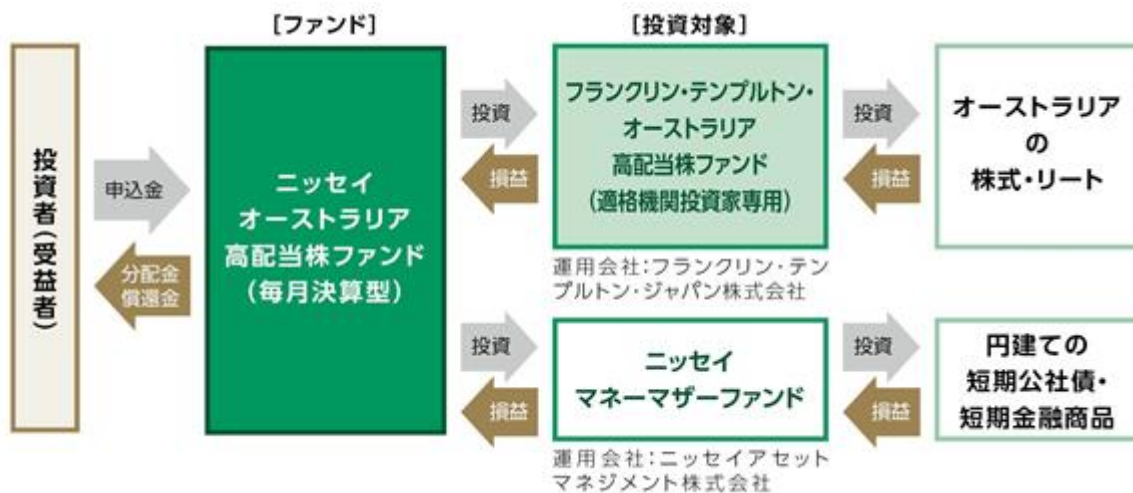 [ファンド]
[投資対象]
投資者(受益者)
申込金
分配金
償還金
ニッセイ
オーストラリア
高配当株ファンド
(毎月決算型)
投資
損益
フランクリン・テンプルトン・
オーストラリア
高配当株ファンド
(適格機関投資家専用)
運用会社:フランクリン・テン
プルトン・ジャパン株式会社
投資
損益
オーストラリア
の
株式・リート
投資
損益
ニッセイ
マネーマザーファンド
運用会社:ニッセイアセット
マネジメント株式会社
投資
損益
円建ての
短期公社債・
短期金融商品